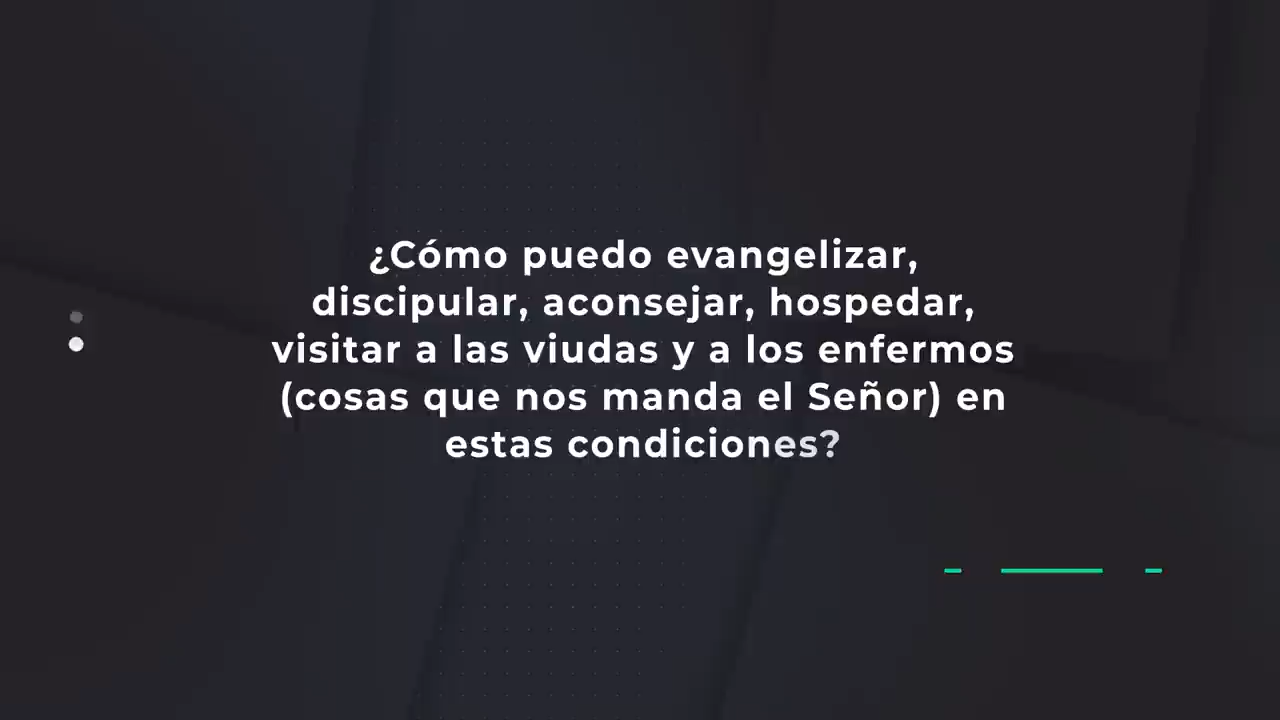 ¿Cómo puedo evangelizar,
discipular, aconsejar, hospedar,
visitar a las viudas y a los enfermos
(cosas que nos manda el Señor) en
estas condiciones?